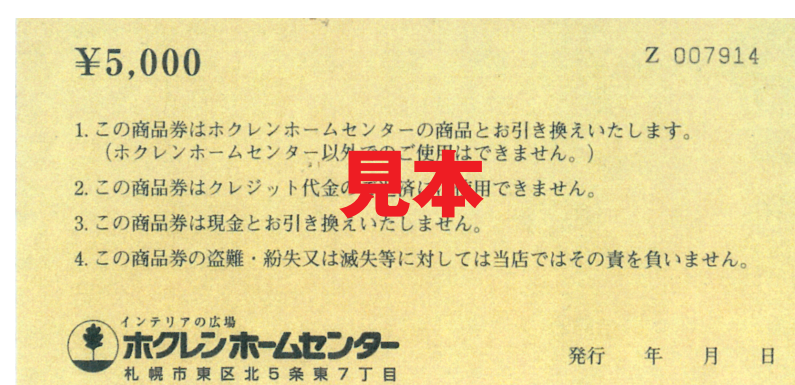 ¥5,000
Z 007914
1. この商品券はホクレンホームセンターの商品とお引き換えいたします。
(ホクレンホームセンター以外でのご使用はできません。)
2. この商品券はクレジット代金の 済に 使用できません。
3. この商品券は現金とお引き換えいたしません。
4. この商品券の盗難・紛失又は滅失等に対しては当店ではその責を負いません。
見本
インテリアの広場
ホクレンホームセンター
札幌市東区北5条東7丁目
発行 年 月 日